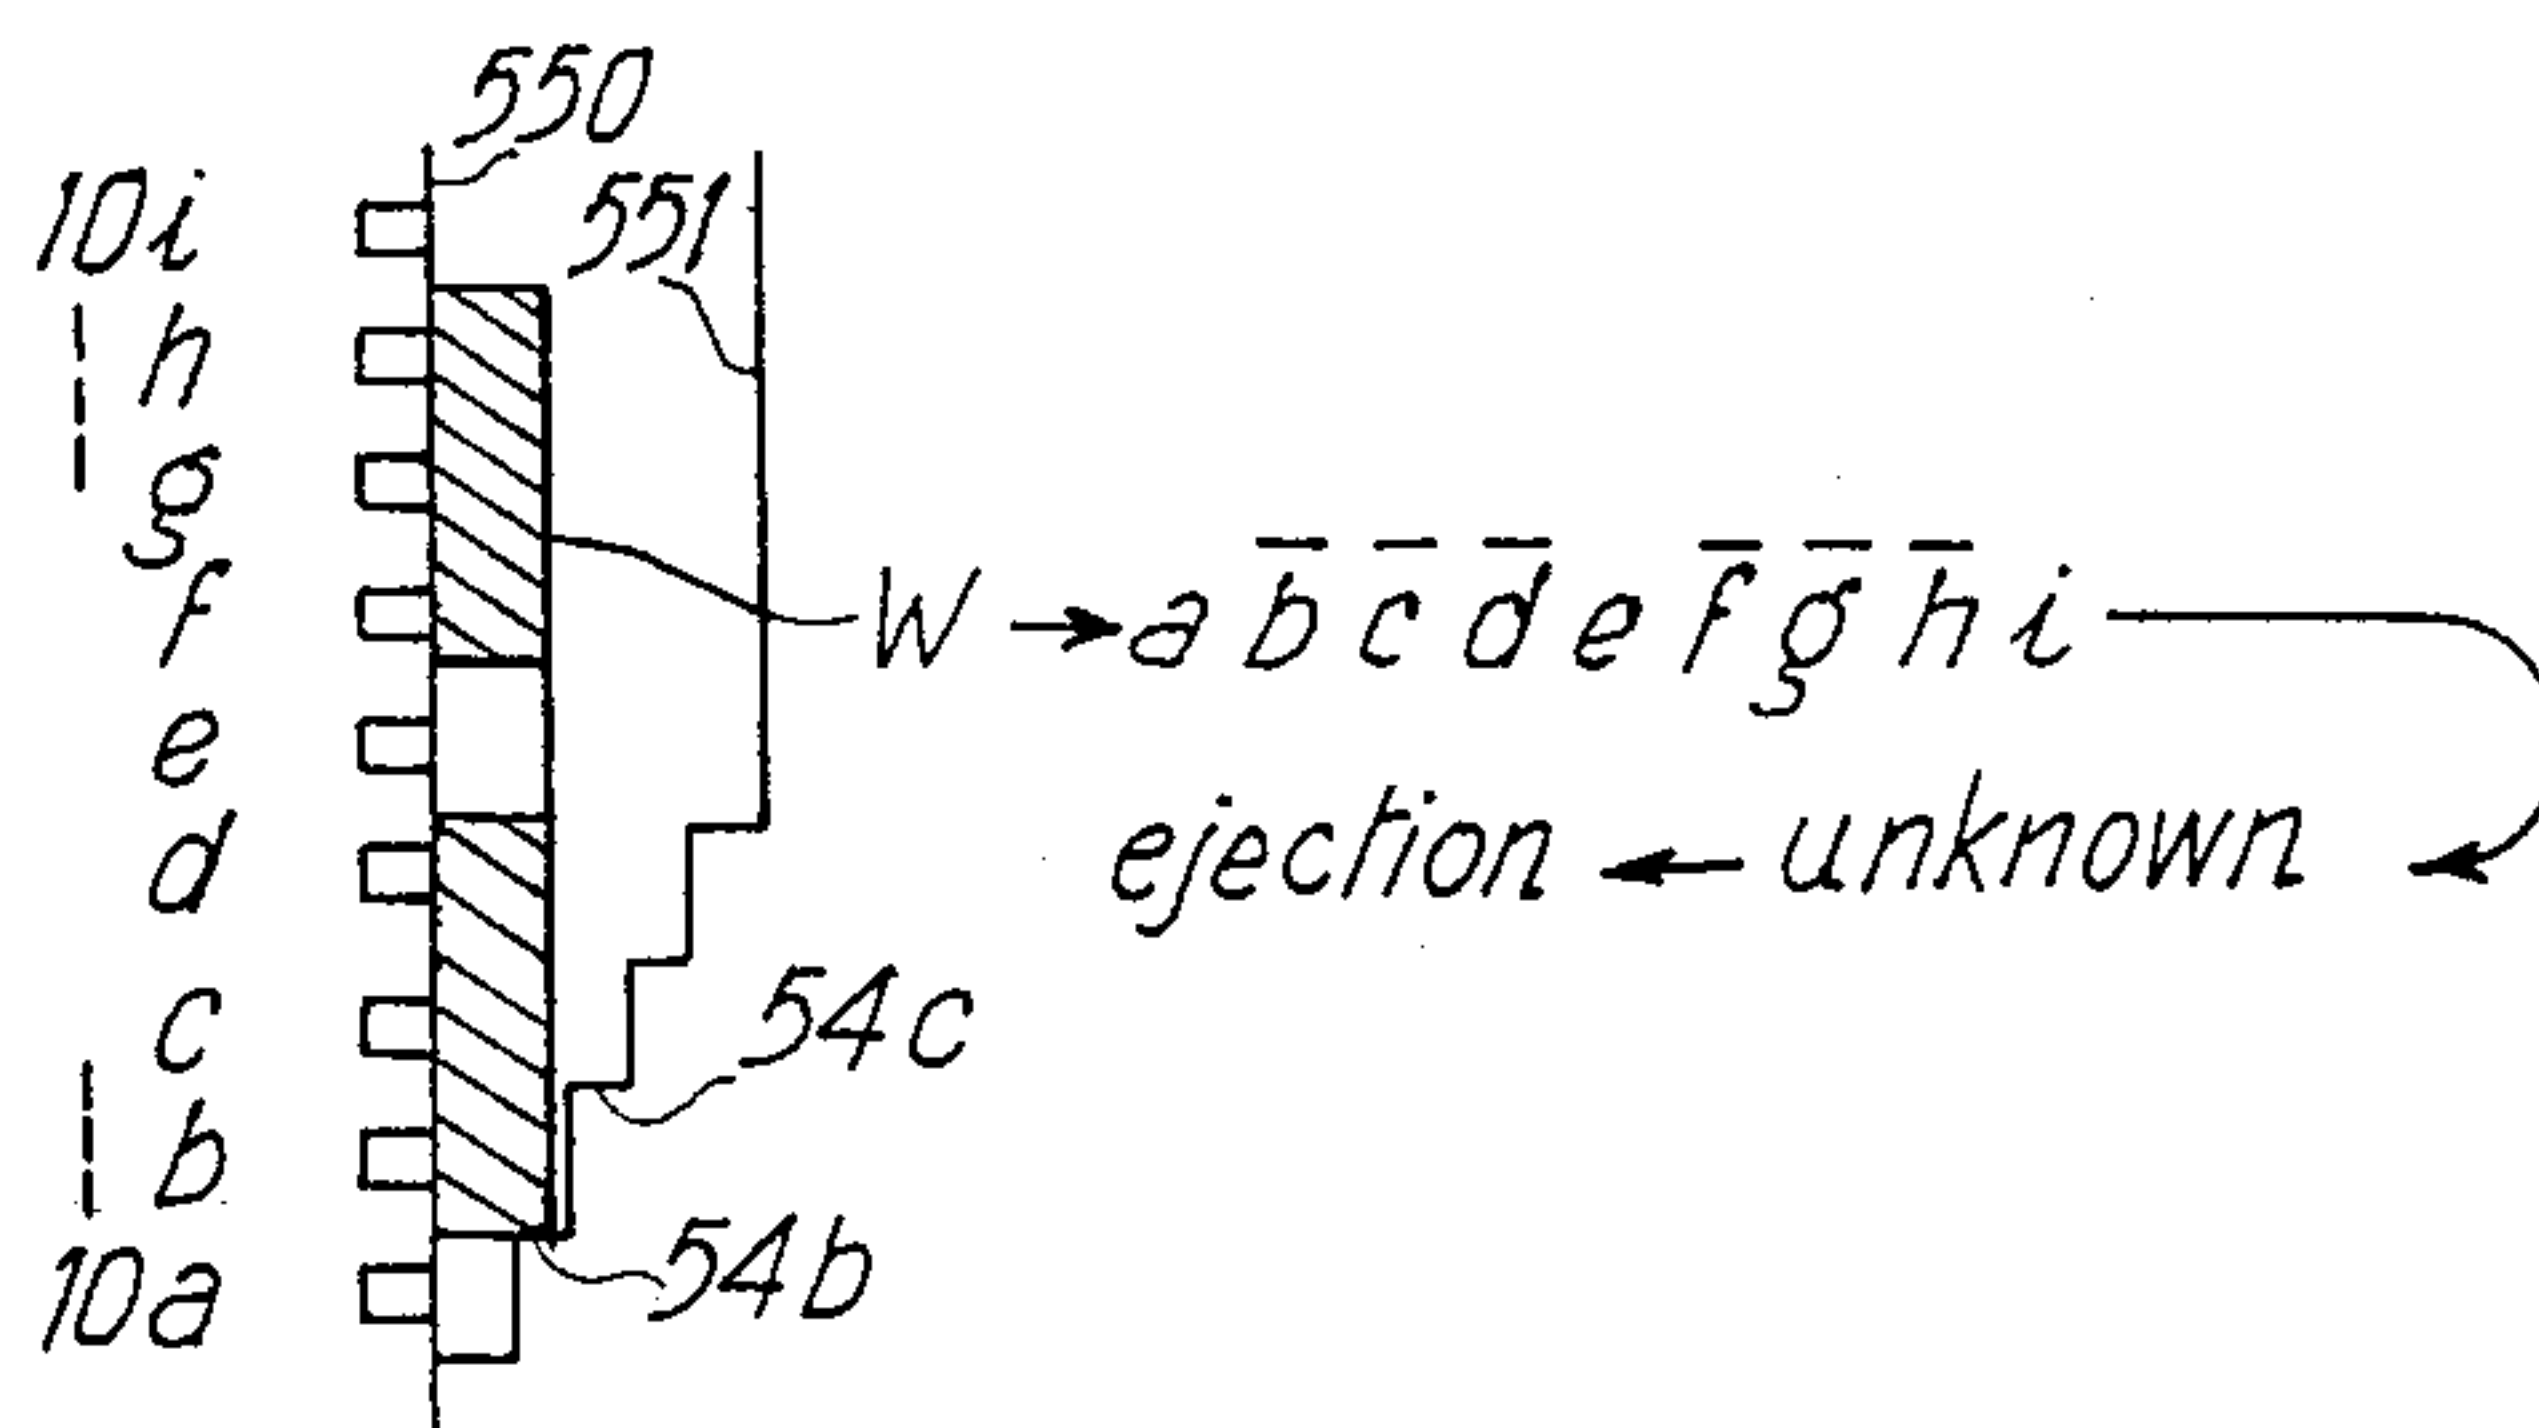 550
10i
551
h
g
f
W → a b̅ c̅ d̅ e f̅ g̅ h̅ i
e
ejection ← unknown
d
c
54c
b
54b
10a